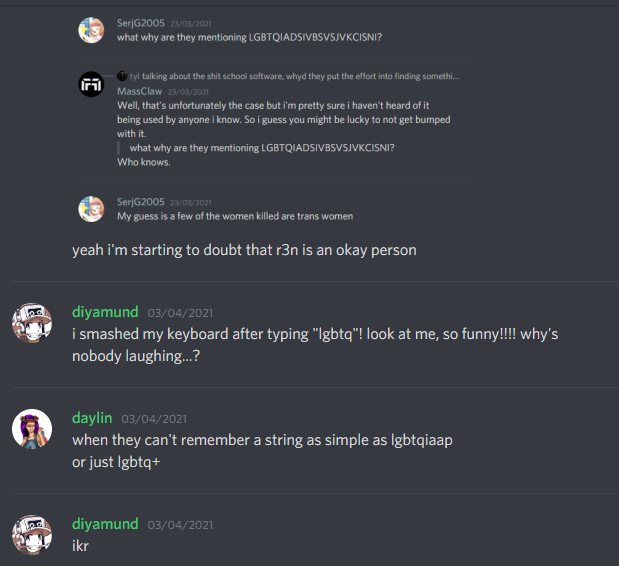 SerjG2005 23/03/2021
what why are they mentioning LGBTQIADSIVBSVSJVKCISNI?
tyl talking about the shit school software, whyd they put the effort into finding somethi...
MassClaw 23/03/2021
Well, that's unfortunately the case but i'm pretty sure i haven't heard of it
being used by anyone i know. So i guess you might be lucky to not get bumped
with it.
what why are they mentioning LGBTQIADSIVBSVSJVKCISNI?
Who knows.
SerjG2005 23/03/2021
My guess is a few of the women killed are trans women
yeah i'm starting to doubt that r3n is an okay person
diyamund 03/04/2021
i smashed my keyboard after typing "lgbtq"! look at me, so funny!!!! why's
nobody laughing...?
daylin 03/04/2021
when they can't remember a string as simple as lgbtqiaap
or just lgbtq+
diyamund 03/04/2021
ikr